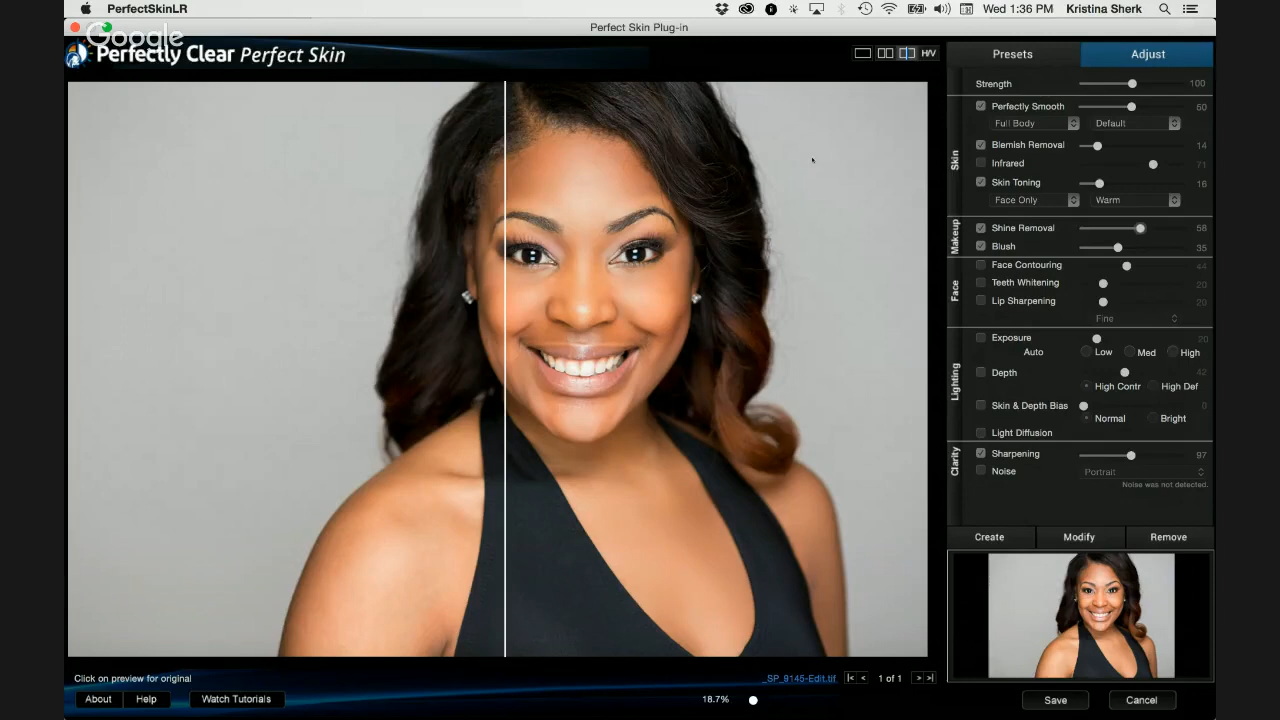 PerfectSkinLR
Wed 1:36 PM Kristina Sherk
Perfect Skin Plug-in
Google
Perfectly Clear Perfect Skin
H/V
Presets Adjust
Strength 100
Skin
Perfectly Smooth 60
Full Body Default
Blemish Removal 14
Infrared 71
Skin Toning 16
Face Only Warm
Makeup
Shine Removal 58
Blush 35
Face
Face Contouring 44
Teeth Whitening 20
Lip Sharpening 20
Fine
Lighting
Exposure 20
Auto Low Med High
Depth 42
High Contr High Def
Skin & Depth Bias 0
Normal Bright
Light Diffusion
Clarity
Sharpening 97
Noise Portrait
Noise was not detected.
Create Modify Remove
Click on preview for original
_SP_9145-Edit.tif 1 of 1
About Help Watch Tutorials
18.7%
Save Cancel